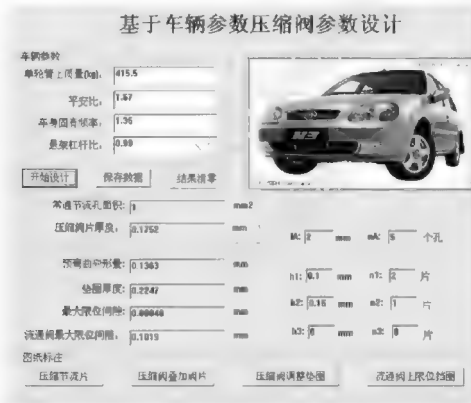 基于车辆参数压缩阀参数设计
车辆参数
单轮簧上质量(kg): 415.5
平安比: 1.67
车身固有频率: 1.36
悬架杠杆比: 0.99
开始设计 保存数据 结果清零
常通节流孔面积: 1 mm2
压缩阀片厚度: 0.1752 mm
预弯曲变形量: 0.1363 mm
垫圈厚度: 0.2247 mm
最大限位间隙: mm
流通阀最大限位间隙: 0.1019 mm
2 mm nA: 5 个孔
h1: 0.1 mm n1: 2 片
h2: 0.15 mm n2: 1 片
h3: 0 mm n3: 0 片
图纸标注
压缩节流片 压缩阀叠加阀片 压缩阀调整垫圈 流通阀上限位挡圈